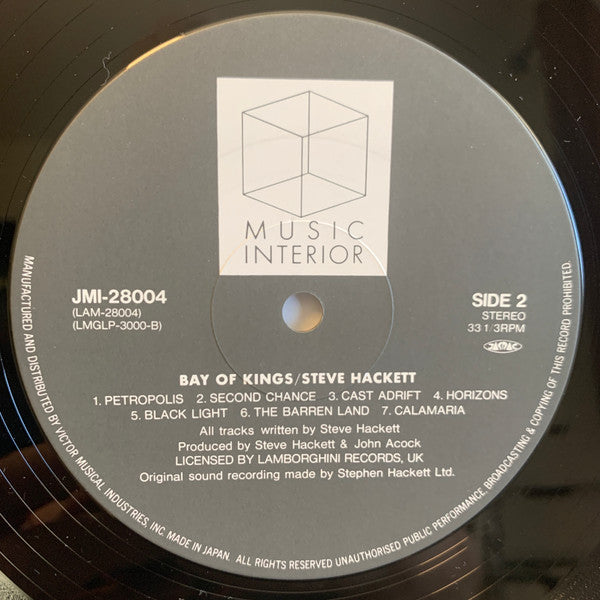 MUSIC
INTERIOR
JMI-28004
(LAM-28004)
(LMGLP-3000-B)
SIDE 2
STEREO
33 1/3RPM
JASRAC
BAY OF KINGS/STEVE HACKETT
1. PETROPOLIS 2. SECOND CHANCE 3. CAST ADRIFT 4. HORIZONS
5. BLACK LIGHT 6. THE BARREN LAND 7. CALAMARIA
All tracks written by Steve Hackett
Produced by Steve Hackett & John Acock
LICENSED BY LAMBORGHINI RECORDS, UK
Original sound recording made by Stephen Hackett Ltd.
MANUFACTURED AND DISTRIBUTED BY VICTOR MUSICAL INDUSTRIES, INC. MADE IN JAPAN. ALL RIGHTS RESERVED UNAUTHORISED PUBLIC PERFORMANCE, BROADCASTING & COPYING OF THIS RECORD PROHIBITED.